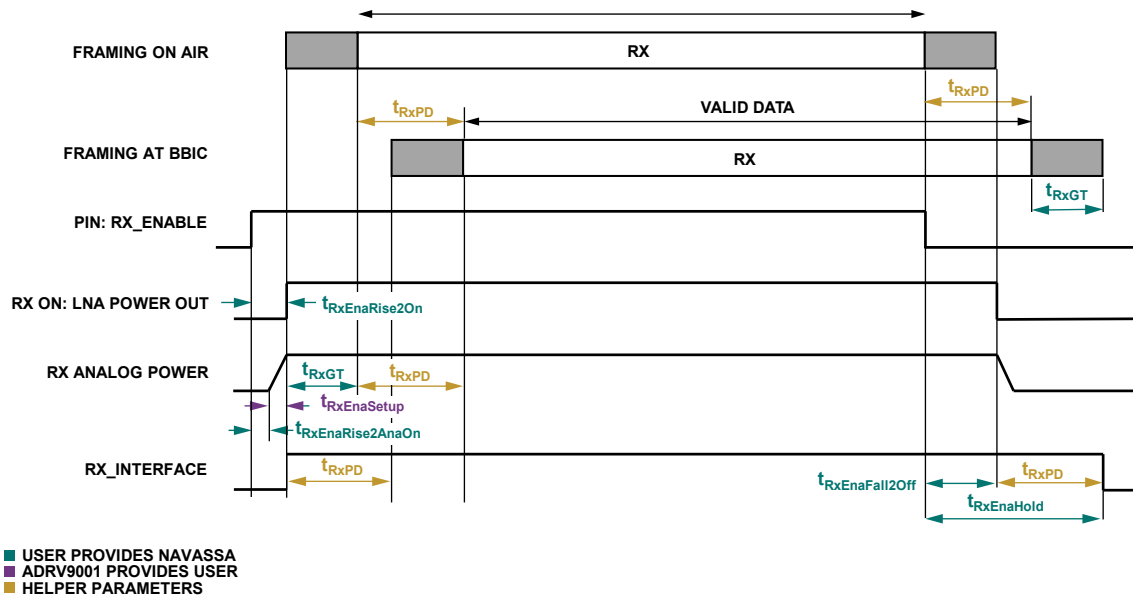 FRAMING ON AIR
RX
tRxPD
tRxPD
VALID DATA
FRAMING AT BBIC
RX
tRxGT
PIN: RX_ENABLE
RX ON: LNA POWER OUT
tRxEnaRise2On
RX ANALOG POWER
tRxGT
tRxPD
tRxEnaSetup
tRxEnaRise2AnaOn
RX_INTERFACE
tRxPD
tRxEnaFall2Off
tRxPD
tRxEnaHold
USER PROVIDES NAVASSA
ADRV9001 PROVIDES USER
HELPER PARAMETERS